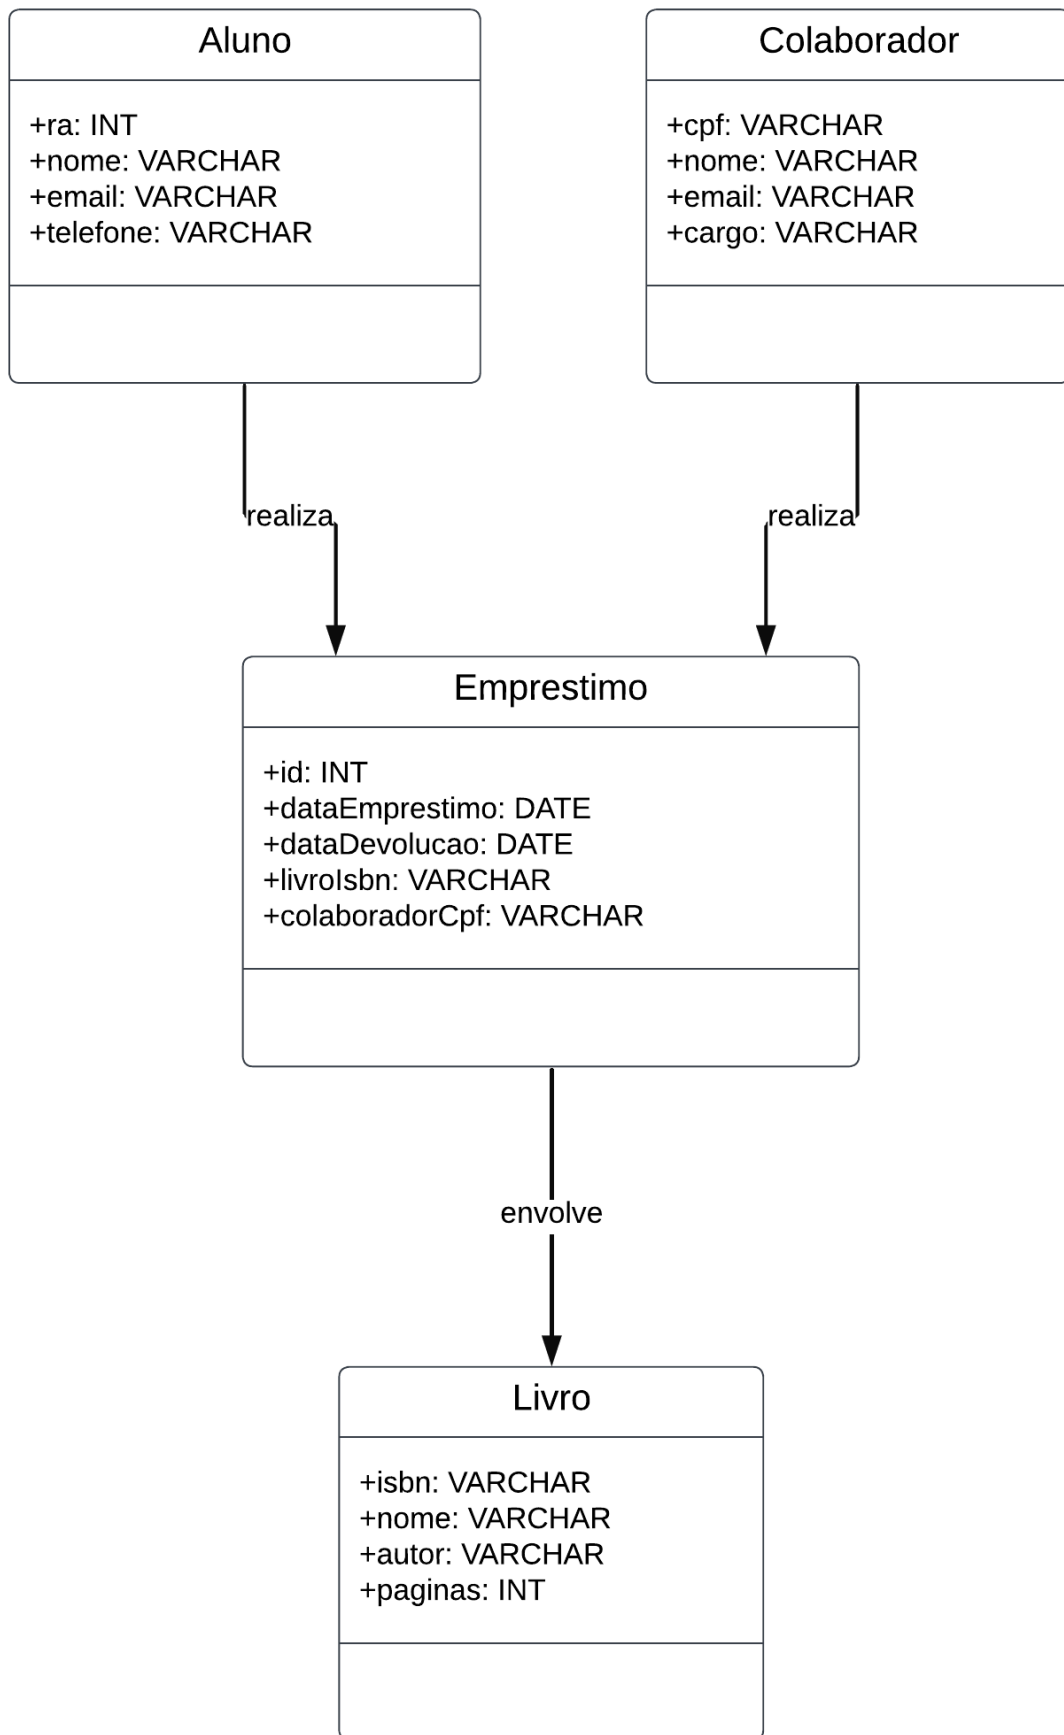 Aluno
+ra: INT
+nome: VARCHAR
+email: VARCHAR
+telefone: VARCHAR
Colaborador
+cpf: VARCHAR
+nome: VARCHAR
+email: VARCHAR
+cargo: VARCHAR
realiza
realiza
Emprestimo
+id: INT
+dataEmprestimo: DATE
+dataDevolucao: DATE
+livroIsbn: VARCHAR
+colaboradorCpf: VARCHAR
envolve
Livro
+isbn: VARCHAR
+nome: VARCHAR
+autor: VARCHAR
+paginas: INT